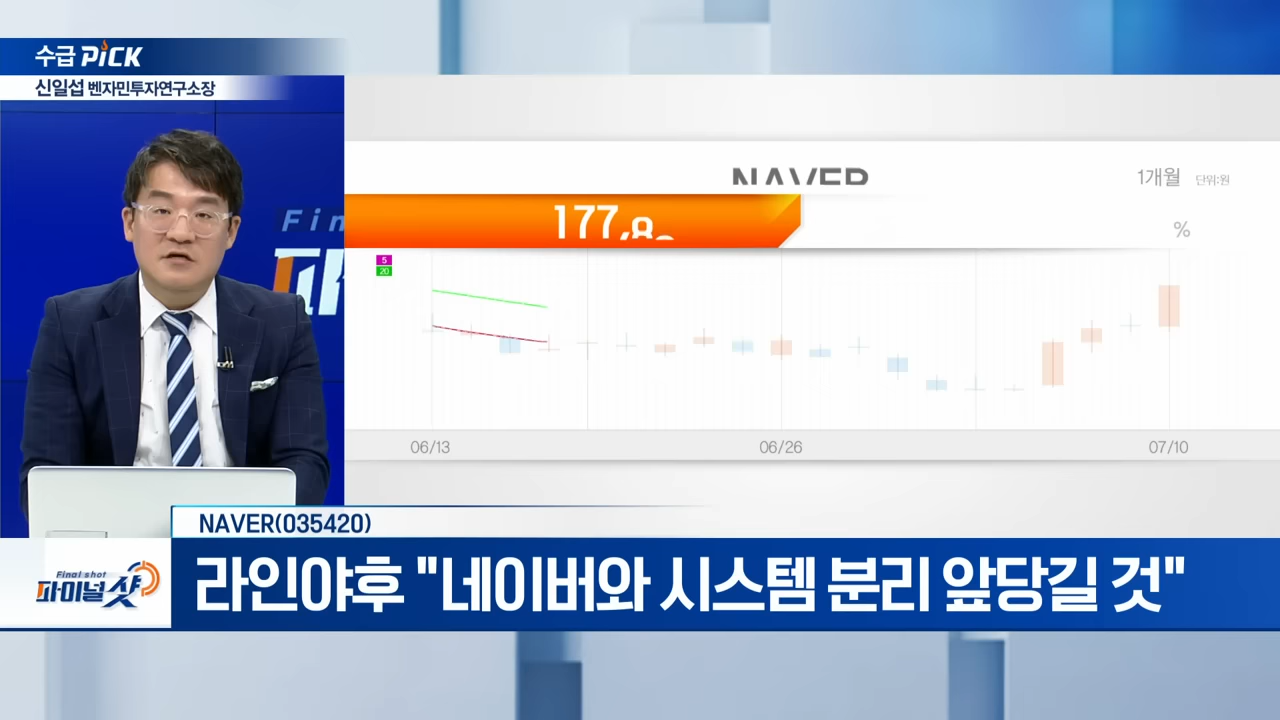 수급 PiCK
신일섭 벤자민투자연구소장
Fin
NAVER
1개월 단위:원
%
5
20
06/13 06/26 07/10
NAVER(035420)
Final shot
파이널샷
라인야후 "네이버와 시스템 분리 앞당길 것"